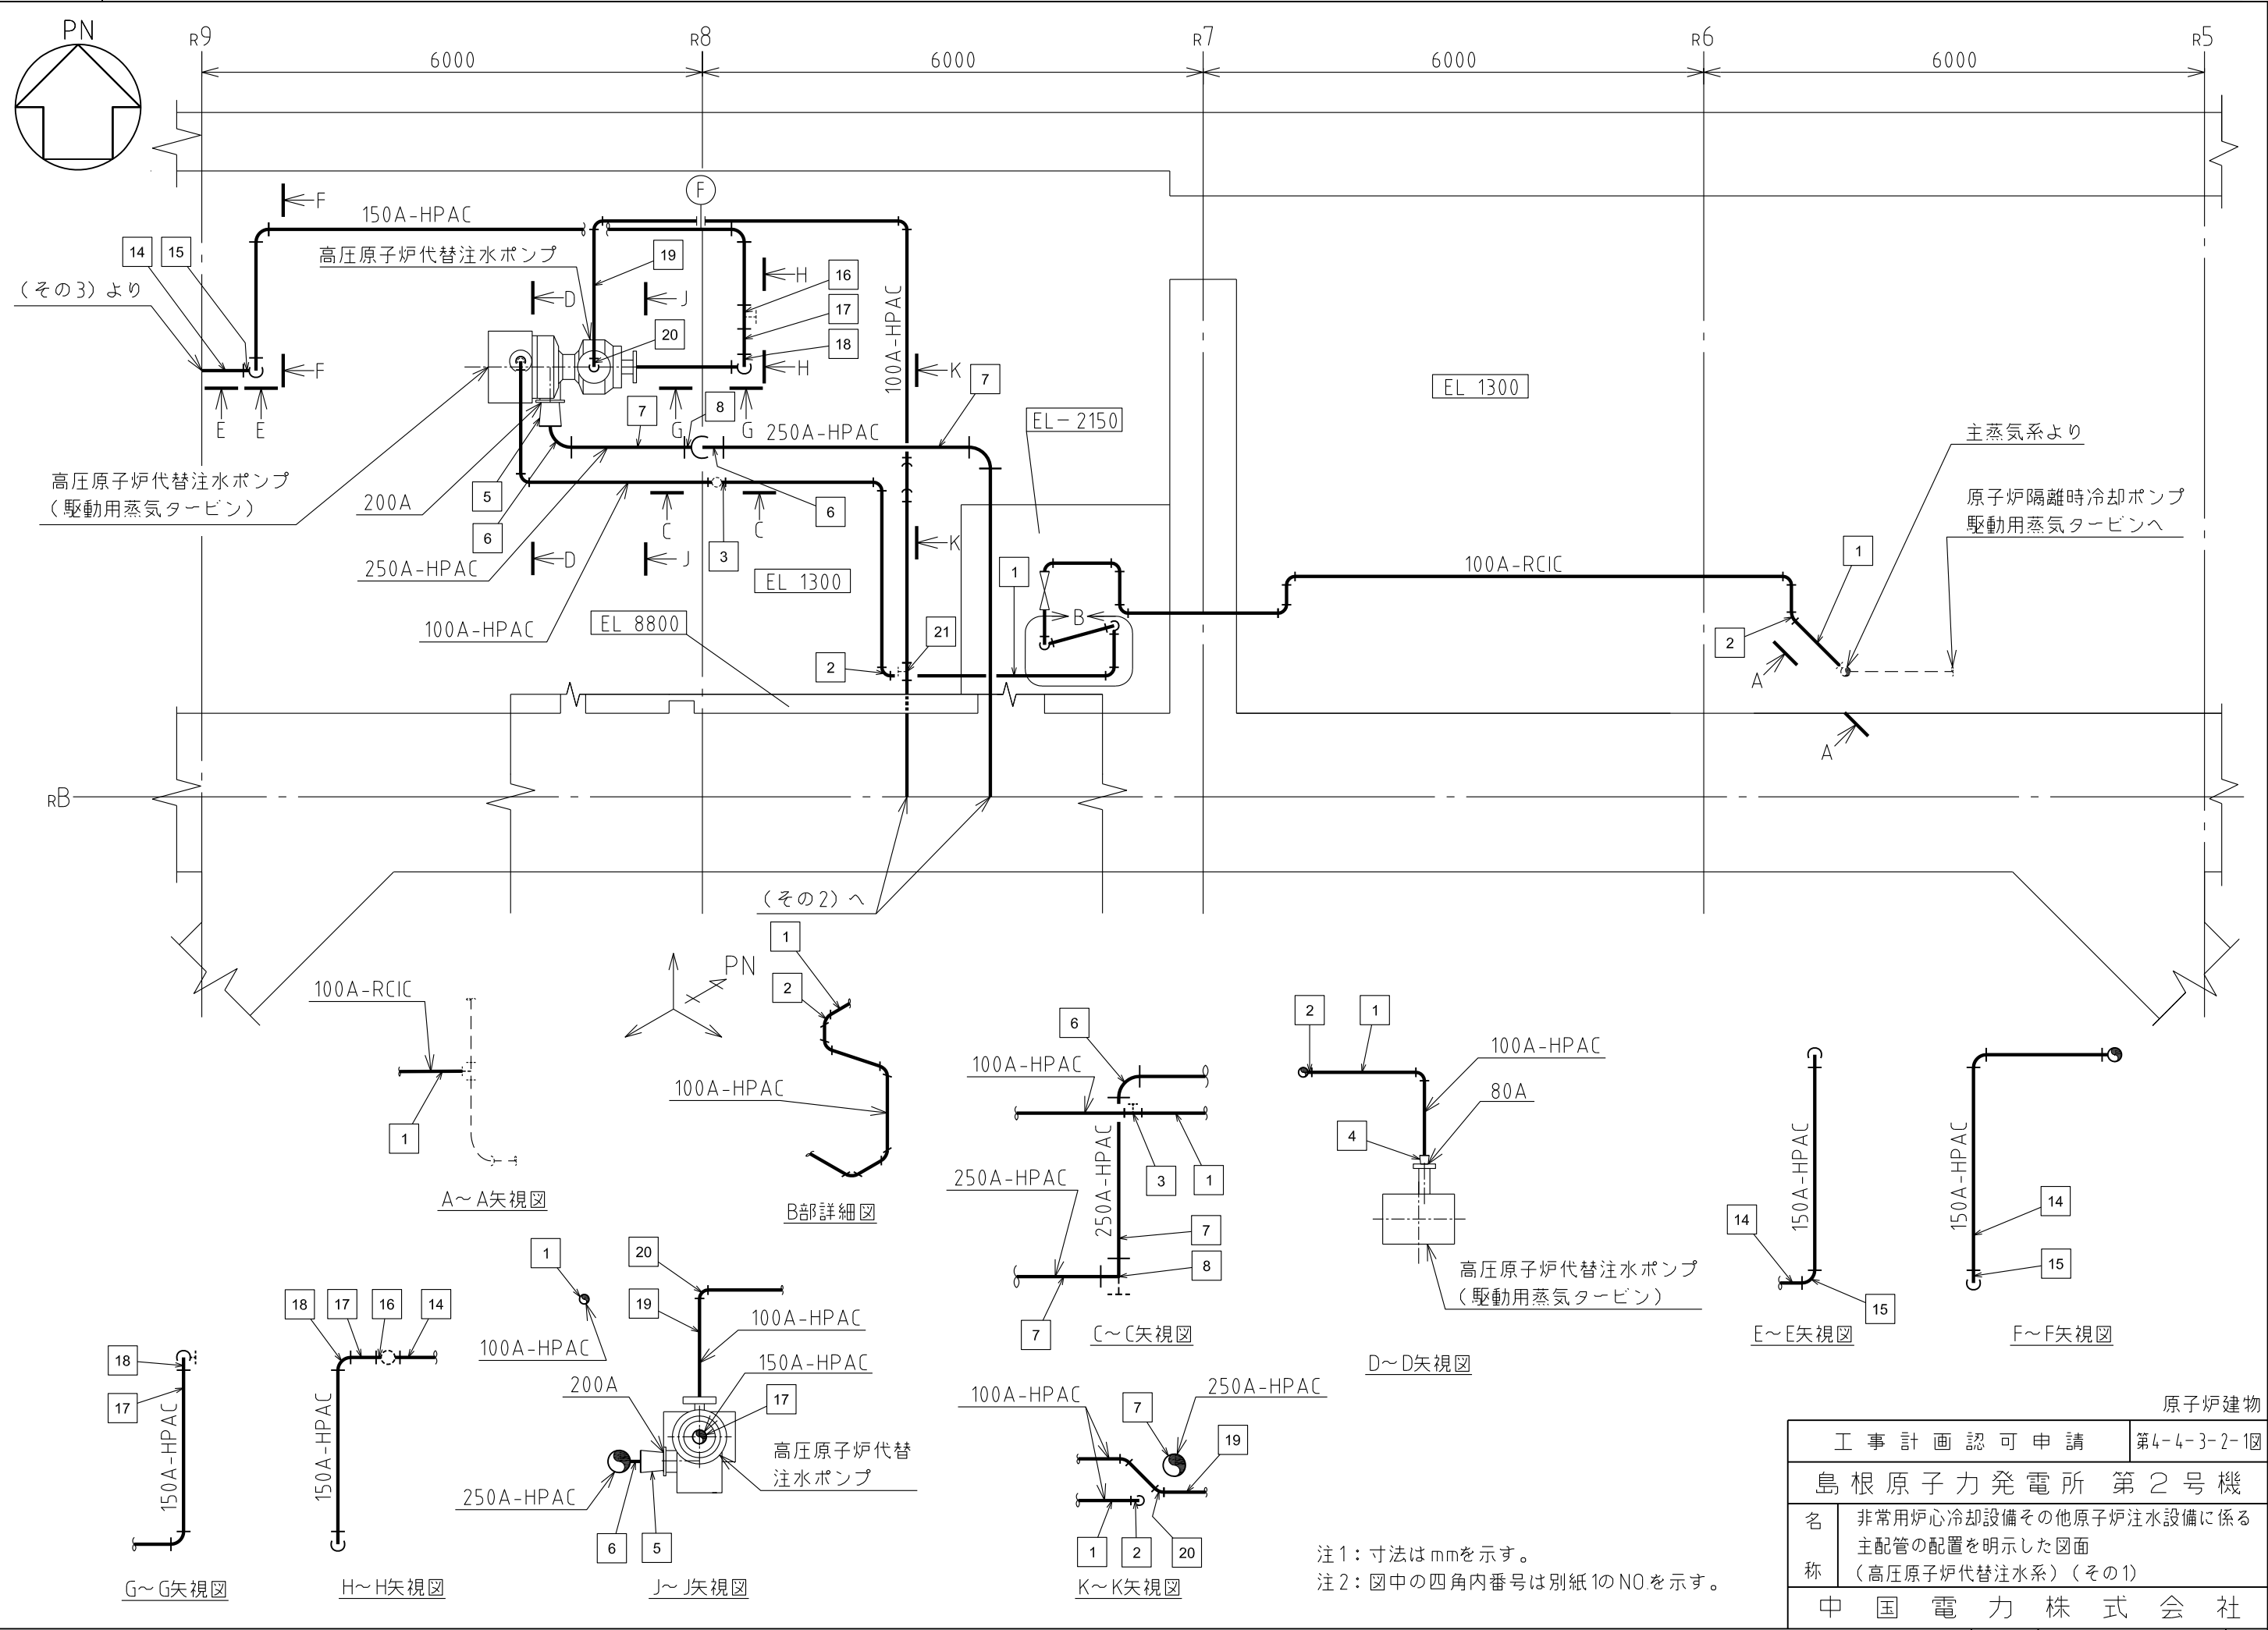 PN
R9
R8
R7
R6
R5
6000
6000
6000
6000
F
F
150A-HPAC
14
15
高圧原子炉代替注水ポンプ
19
H
16
(その3)より
D
J
17
100A-HPAC
20
18
F
H
K
7
EL 1300
E
E
7
8
G
G
250A-HPAC
EL-2150
主蒸気系より
高圧原子炉代替注水ポンプ
(駆動用蒸気タービン)
5
200A
6
原子炉隔離時冷却ポンプ
駆動用蒸気タービンへ
6
C
C
3
K
250A-HPAC
D
J
EL 1300
1
100A-RCIC
1
100A-HPAC
EL 8800
B
21
2
2
A
A
RB
(その2)へ
1
PN
2
100A-RCIC
1
A~A矢視図
100A-HPAC
B部詳細図
6
100A-HPAC
250A-HPAC
250A-HPAC
3
1
7
8
7
C~C矢視図
2
1
100A-HPAC
80A
4
高圧原子炉代替注水ポンプ
(駆動用蒸気タービン)
D~D矢視図
150A-HPAC
14
15
E~E矢視図
150A-HPAC
14
15
F~F矢視図
18
17
150A-HPAC
G~G矢視図
18
17
16
14
150A-HPAC
H~H矢視図
1
100A-HPAC
20
19
100A-HPAC
150A-HPAC
200A
17
高圧原子炉代替
注水ポンプ
250A-HPAC
6
5
J~J矢視図
100A-HPAC
7
250A-HPAC
19
1
2
20
K~K矢視図
注1:寸法はmmを示す。
注2:図中の四角内番号は別紙1のNO.を示す。
原子炉建物
工事計画認可申請
第4-4-3-2-1図
島根原子力発電所 第2号機
名称
非常用炉心冷却設備その他原子炉注水設備に係る
主配管の配置を明示した図面
(高圧原子炉代替注水系)(その1)
中国電力株式会社